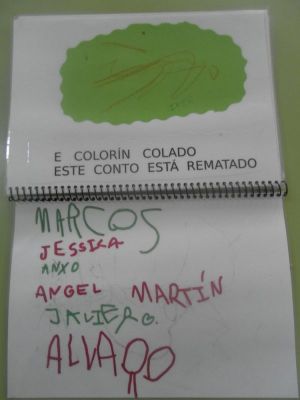 E COLORÍN COLADO
ESTE CONTO ESTÁ REMATADO
MARCOS
JESSICA
ANXO
ANGEL MARTÍN
JAVIER G.
ALVARO